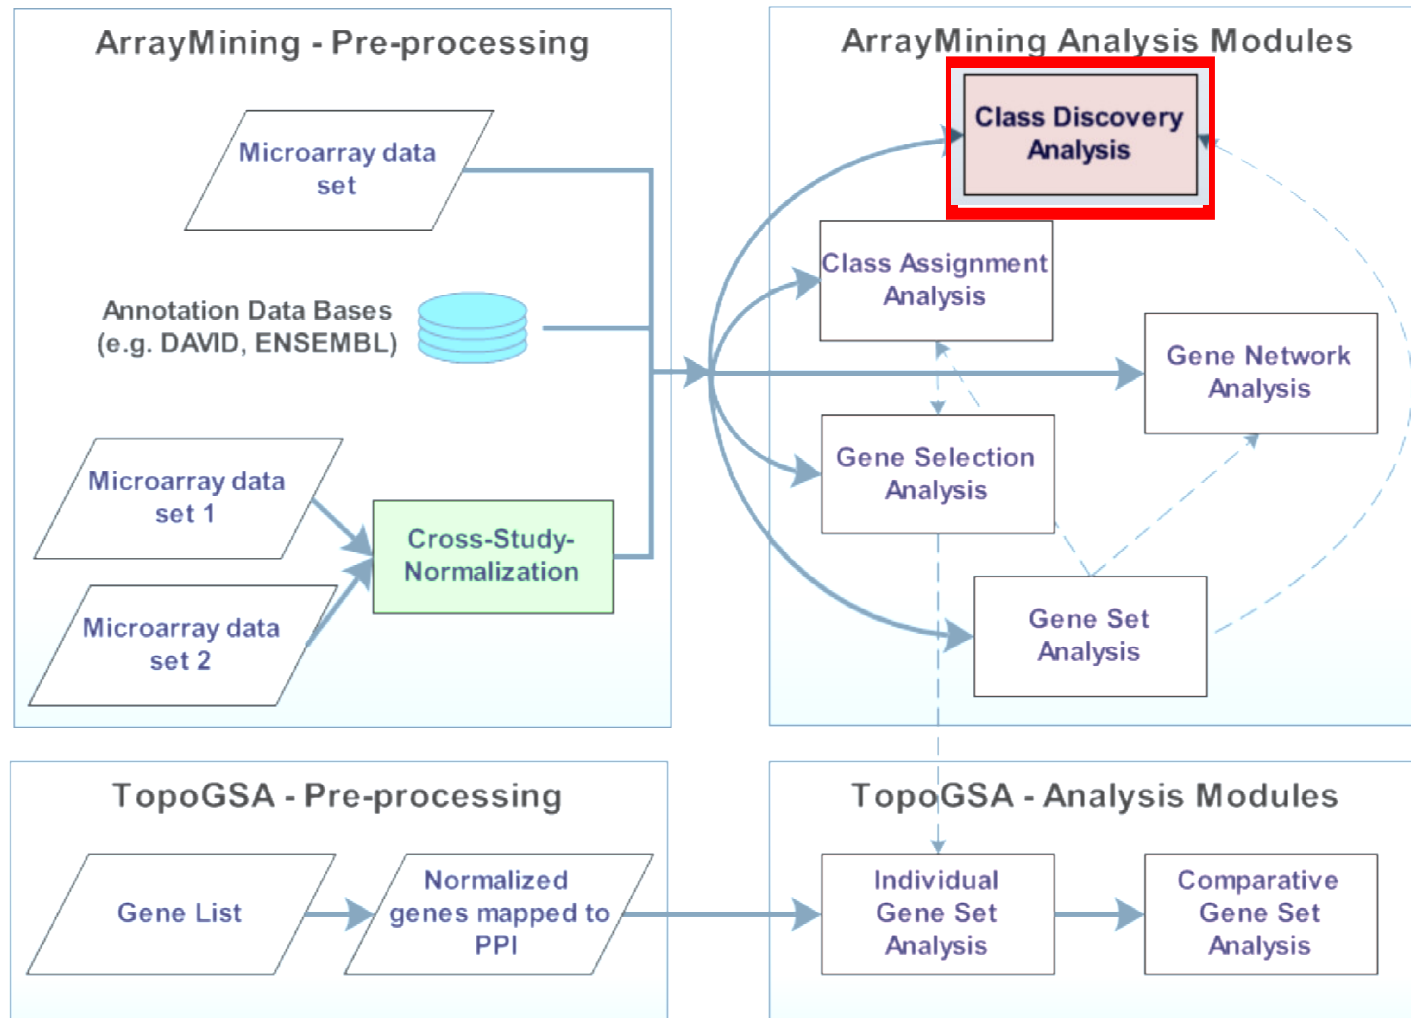 ArrayMining - Pre-processing
Microarray data
set
Annotation Data Bases
(e.g. DAVID, ENSEMBL)
Microarray data
set 1
Cross-Study-
Normalization
Microarray data
set 2
ArrayMining Analysis Modules
Class Discovery
Analysis
Class Assignment
Analysis
Gene Network
Analysis
Gene Selection
Analysis
Gene Set
Analysis
TopoGSA - Pre-processing
Gene List
Normalized
genes mapped to
PPI
TopoGSA - Analysis Modules
Individual
Gene Set
Analysis
Comparative
Gene Set
Analysis